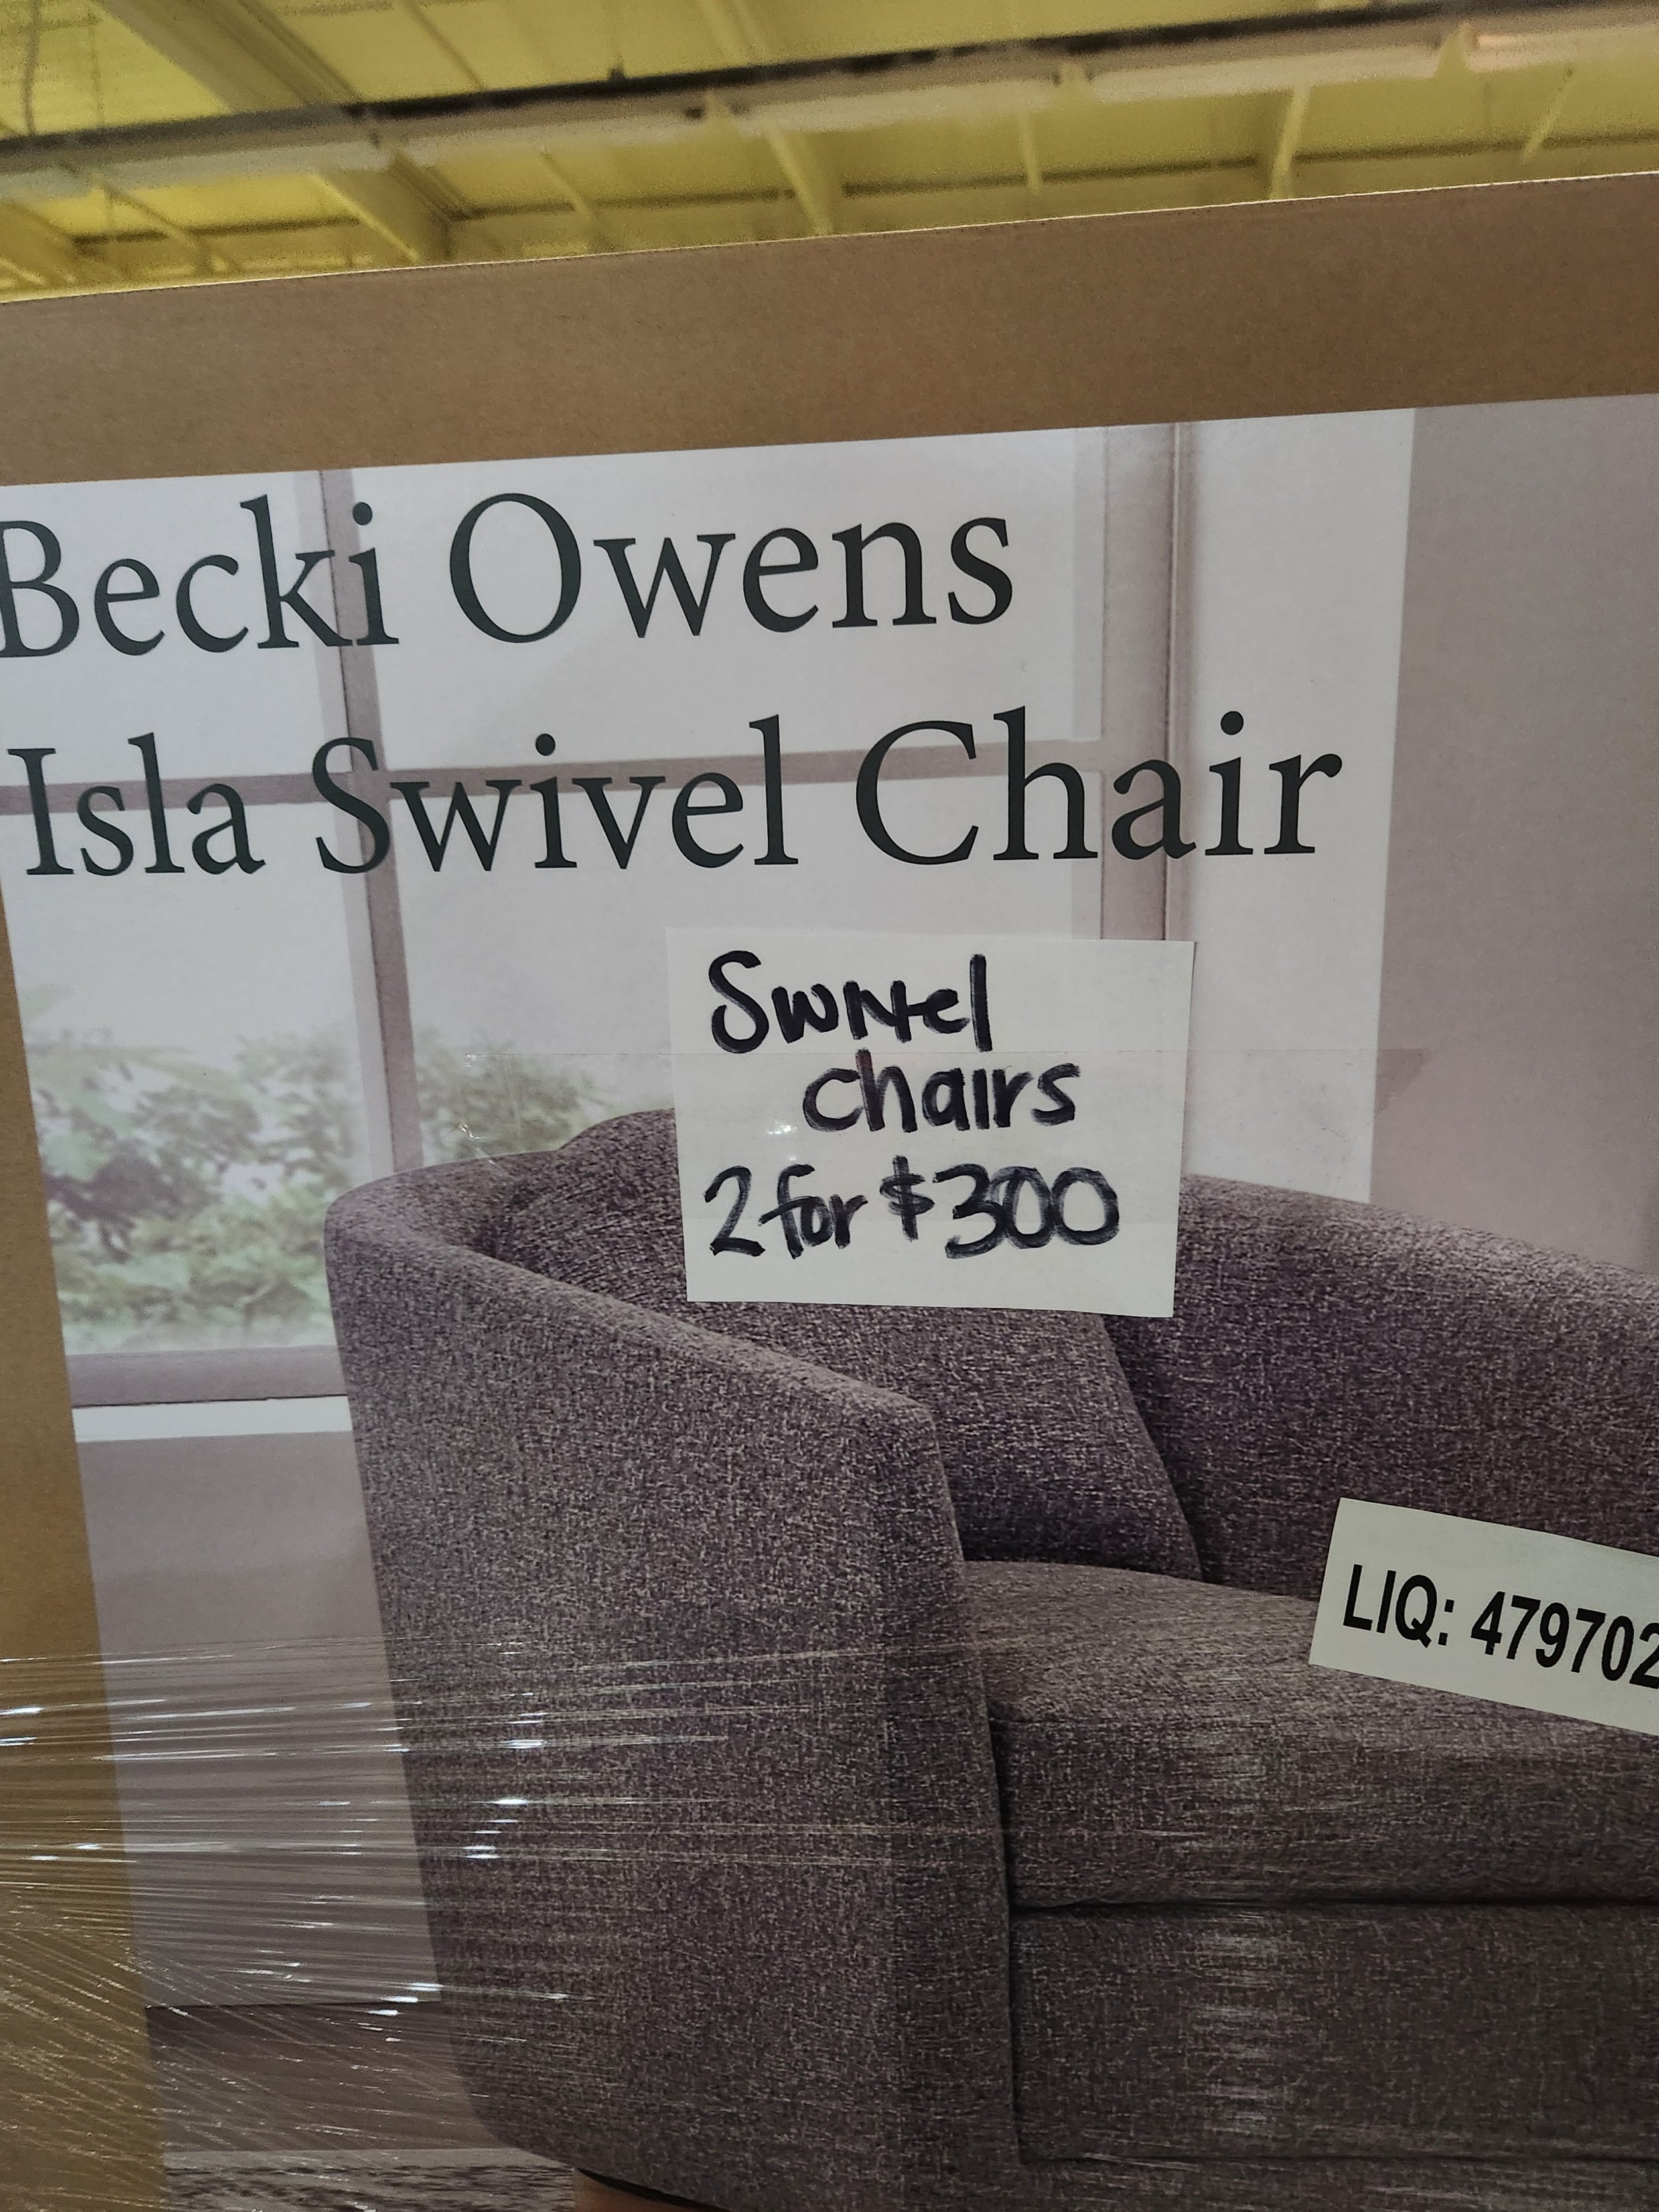 Becki Owens
Isla Swivel Chair
Swivel
chairs
2 for $300
LIQ: 479702